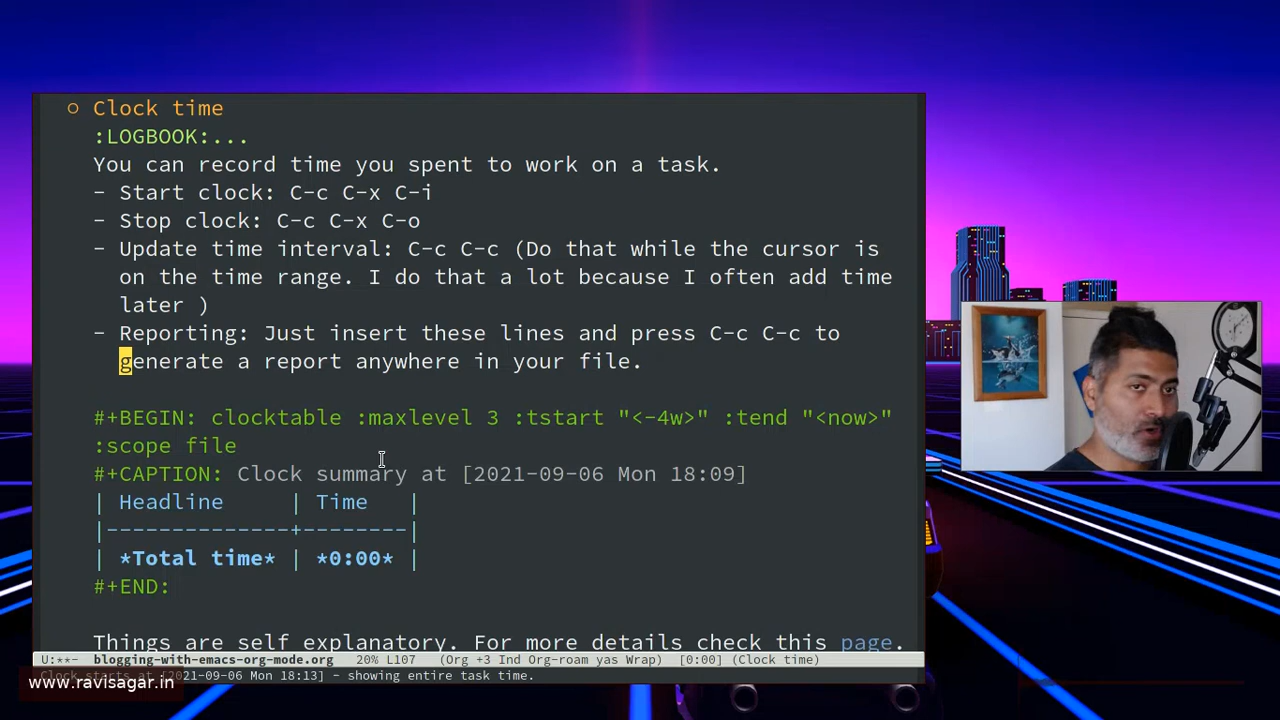 Clock time
:LOGBOOK:...
You can record time you spent to work on a task.
- Start clock: C-c C-x C-i
- Stop clock: C-c C-x C-o
- Update time interval: C-c C-c (Do that while the cursor is
on the time range. I do that a lot because I often add time
later )
- Reporting: Just insert these lines and press C-c C-c to
generate a report anywhere in your file.
#+BEGIN: clocktable :maxlevel 3 :tstart "<-4w>" :tend "<now>"
:scope file
#+CAPTION: Clock summary at [2021-09-06 Mon 18:09]
| Headline | Time |
|--------------+--------|
| *Total time* | *0:00* |
#+END:
Things are self explanatory. For more details check this page.
U:**- blogging-with-emacs-org-mode.org 20% L107 (Org +3 Ind Org-roam yas Wrap) [0:00] (Clock time)
Clock starts at [2021-09-06 Mon 18:13] - showing entire task time.
www.ravisagar.in